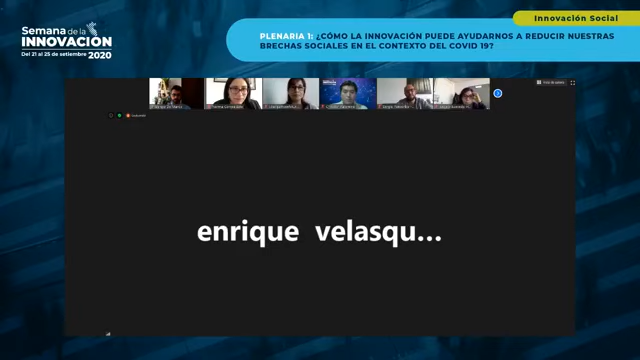 Innovación Social
Semana de la
INNOVACIÓN
Del 21 al 25 de setiembre 2020
PLENARIA 1: ¿CÓMO LA INNOVACIÓN PUEDE AYUDARNOS A REDUCIR NUESTRAS
BRECHAS SOCIALES EN EL CONTEXTO DEL COVID 19?
enrique velasqu...